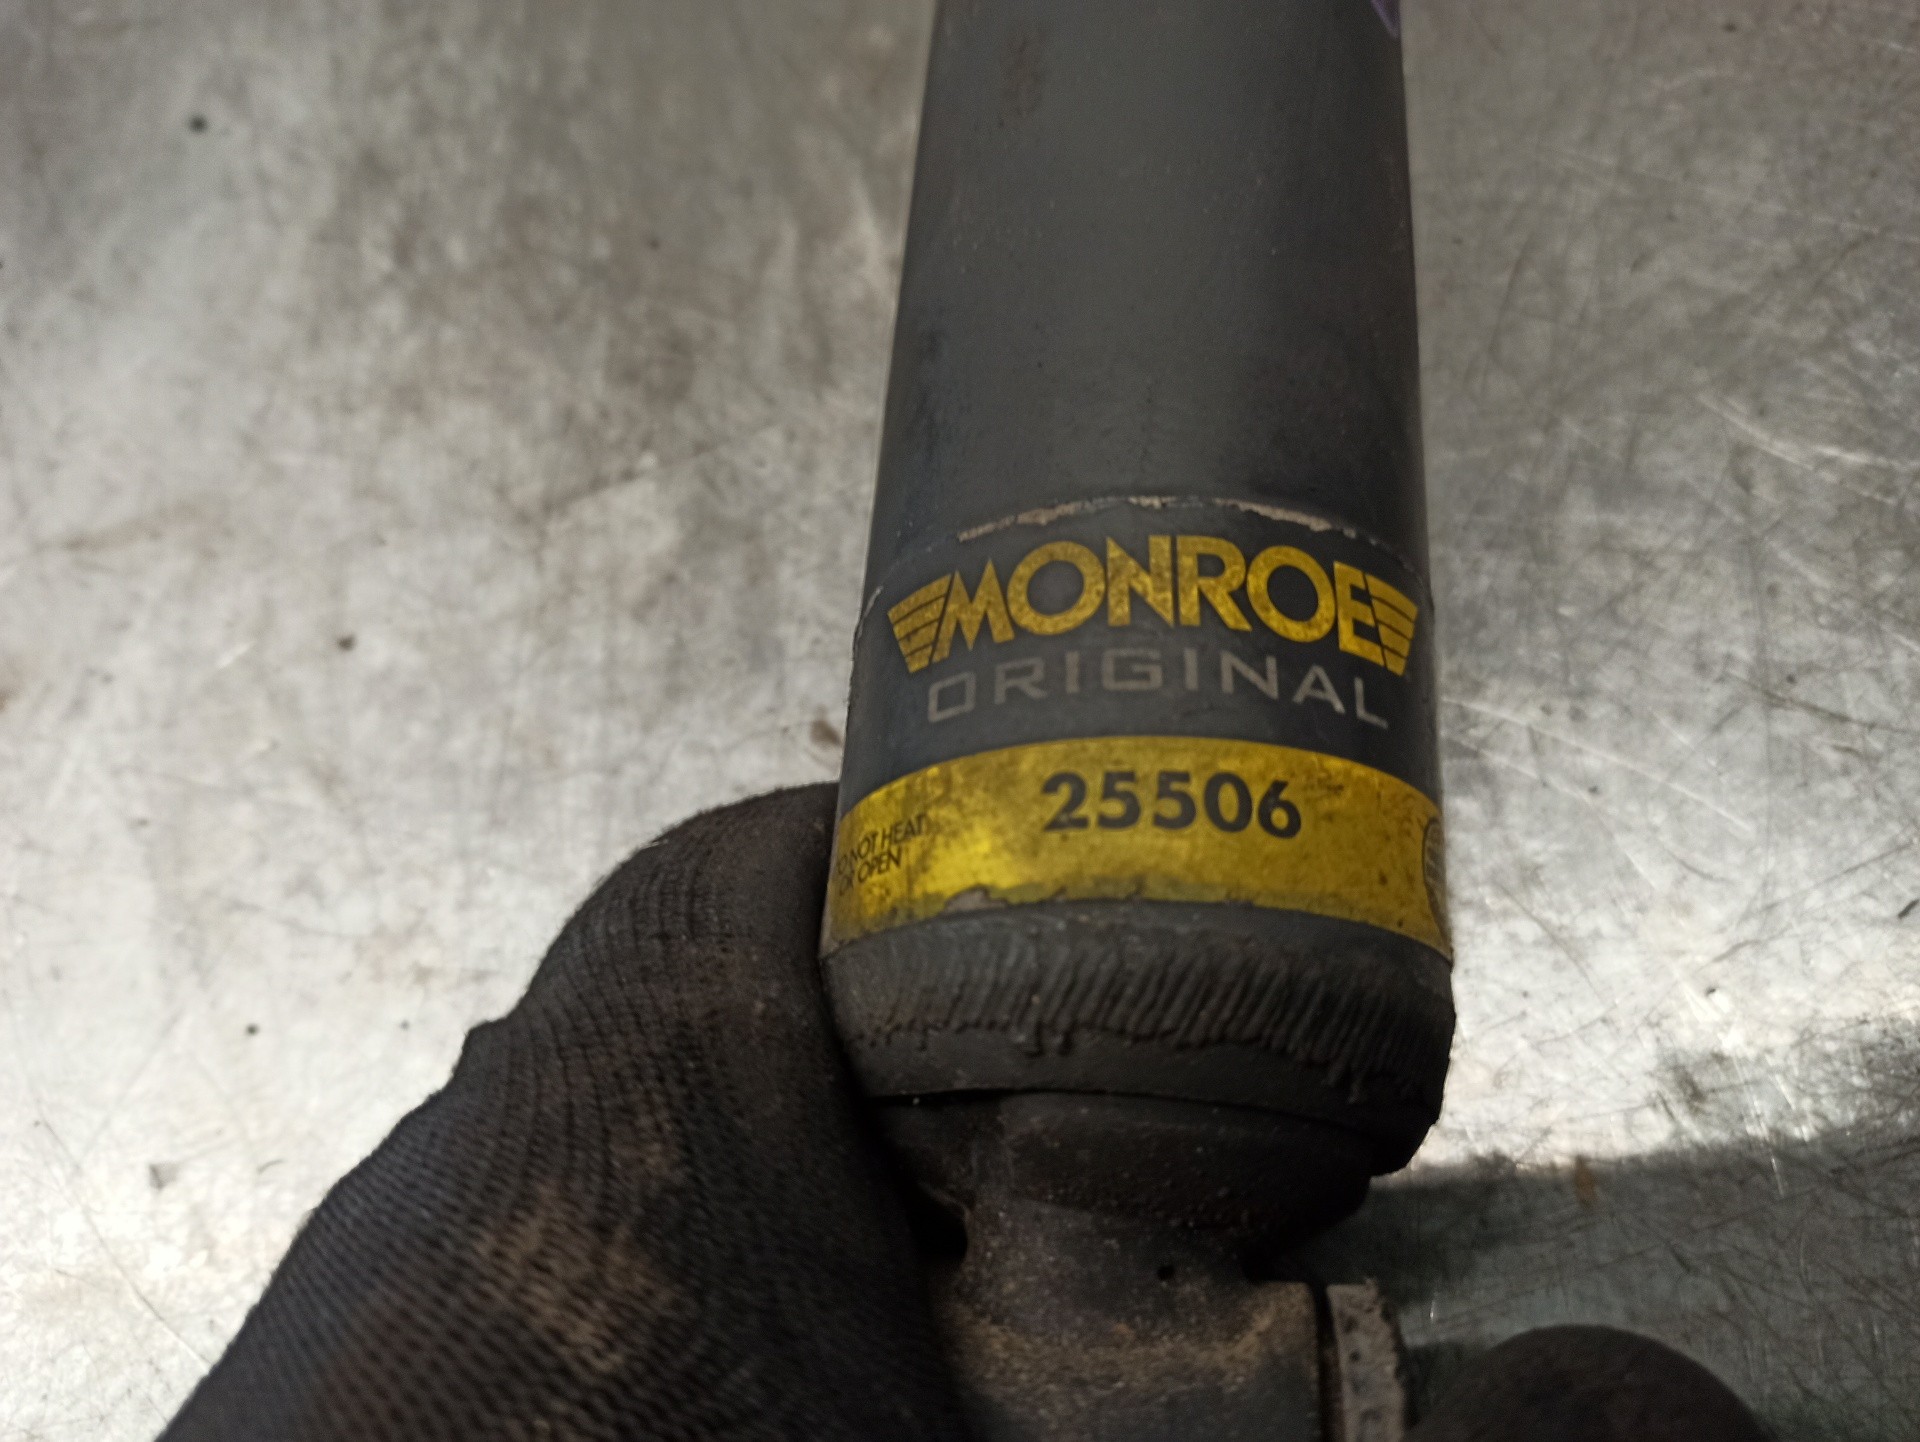 MONROE
ORIGINAL
25506
DO NOT HEAT
OR OPEN